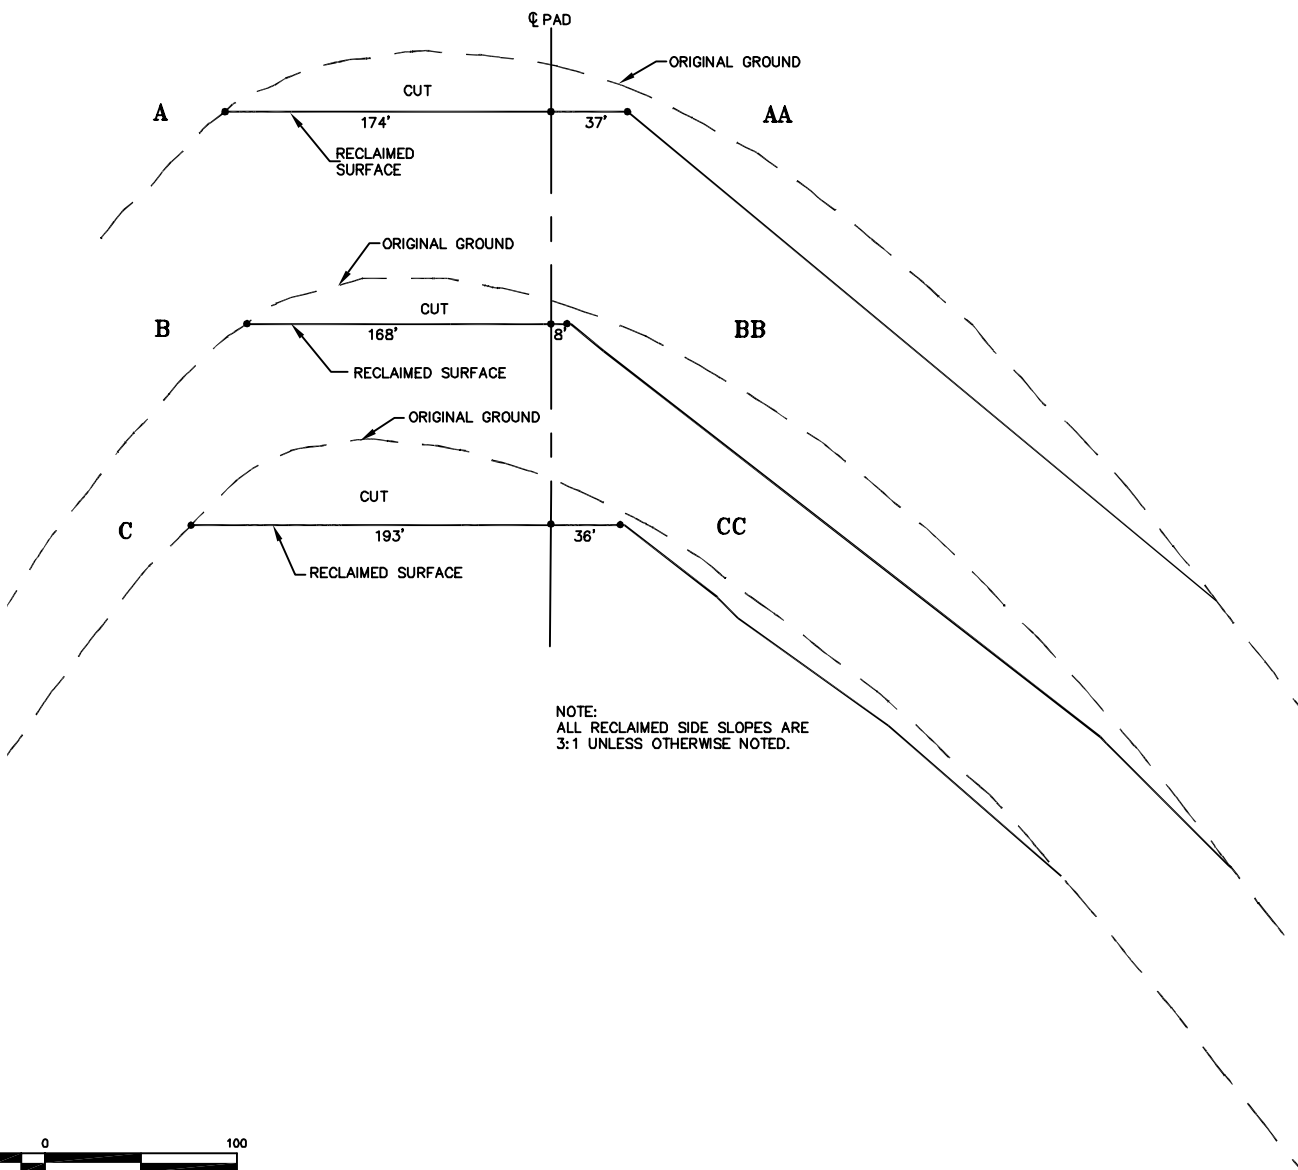 ℄ PAD
ORIGINAL GROUND
CUT
A
AA
174'
37'
RECLAIMED
SURFACE
ORIGINAL GROUND
CUT
B
BB
168'
8'
RECLAIMED SURFACE
ORIGINAL GROUND
CUT
C
CC
193'
36'
RECLAIMED SURFACE
NOTE:
ALL RECLAIMED SIDE SLOPES ARE
3:1 UNLESS OTHERWISE NOTED.
0 100